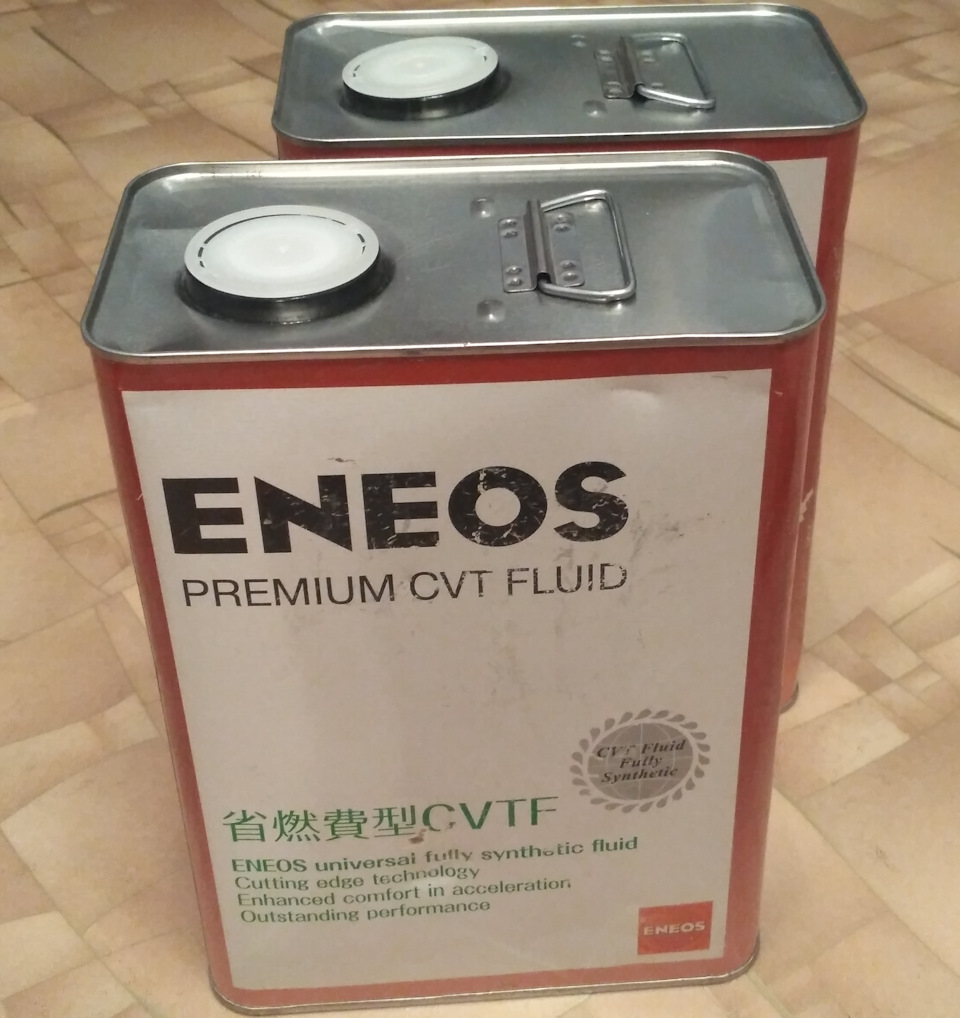 ENEOS
PREMIUM CVT FLUID
CVT Fluid
Fully
Synthetic
省燃費型CVTF
ENEOS universal fully synthetic fluid
Cutting edge technology
Enhanced comfort in acceleration
Outstanding performance
ENEOS